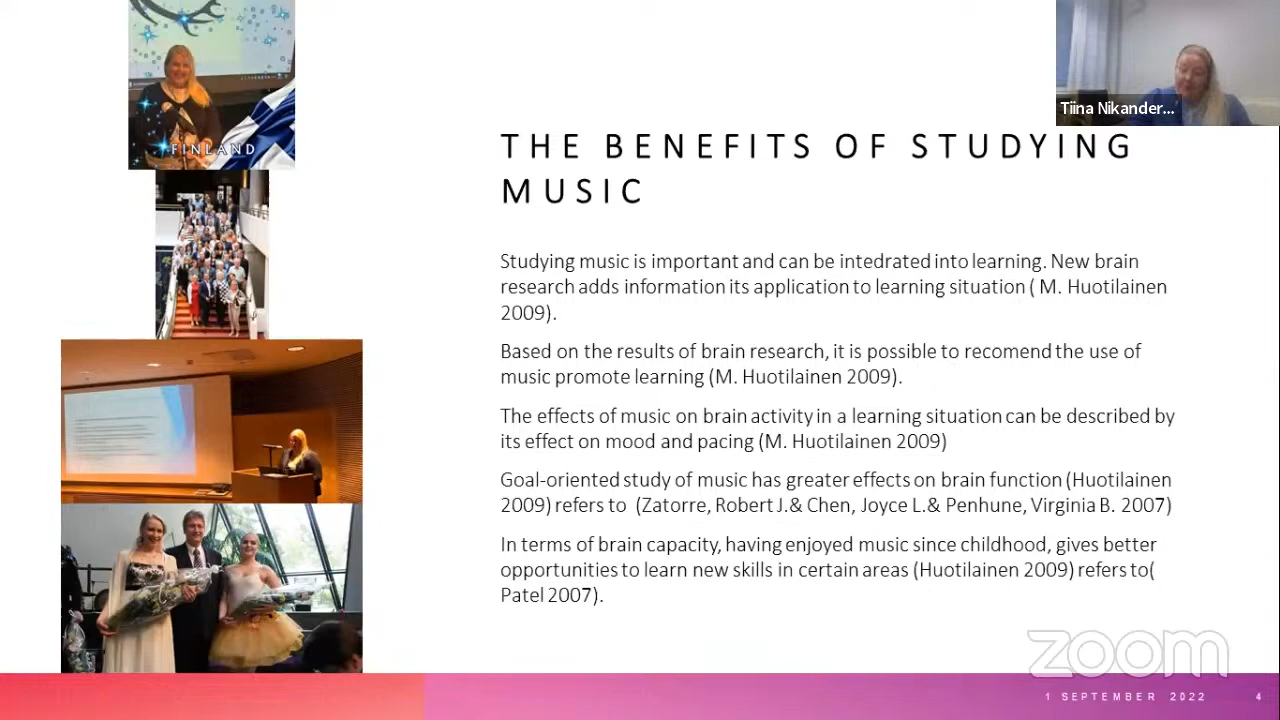 FINLAND
Tiina Nikander...
THE BENEFITS OF STUDYING
MUSIC
Studying music is important and can be intedrated into learning. New brain
research adds information its application to learning situation ( M. Huotilainen
2009).
Based on the results of brain research, it is possible to recomend the use of
music promote learning (M. Huotilainen 2009).
The effects of music on brain activity in a learning situation can be described by
its effect on mood and pacing (M. Huotilainen 2009)
Goal-oriented study of music has greater effects on brain function (Huotilainen
2009) refers to (Zatorre, Robert J.& Chen, Joyce L.& Penhune, Virginia B. 2007)
In terms of brain capacity, having enjoyed music since childhood, gives better
opportunities to learn new skills in certain areas (Huotilainen 2009) refers to(
Patel 2007).
zoom
1 SEPTEMBER 2022
4